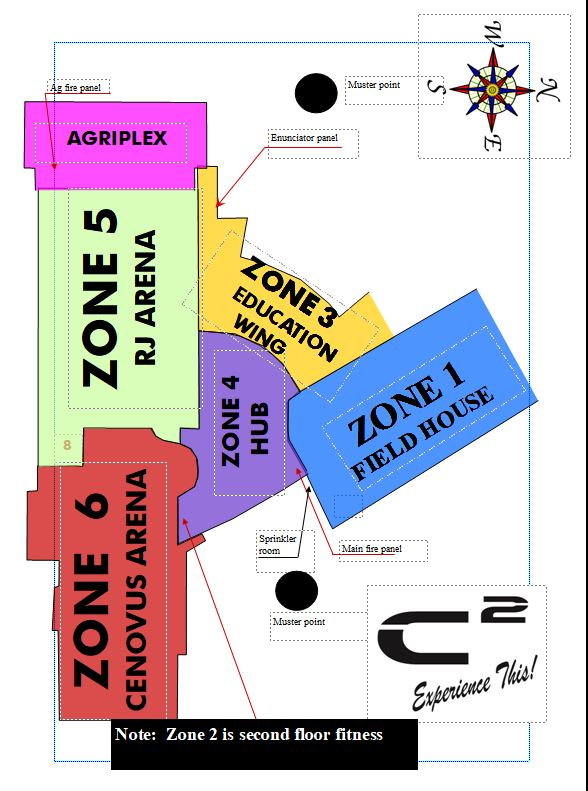 W
N
S
E
Muster point
Ag fire panel
AGRIPLEX
Enunciator panel
ZONE 5
RJ ARENA
ZONE 3
EDUCATION
WING
ZONE 4
HUB
ZONE 1
FIELD HOUSE
8
ZONE 6
CENOVUS ARENA
Sprinkler
room
Main fire panel
Muster point
C2
Experience This!
Note: Zone 2 is second floor fitness